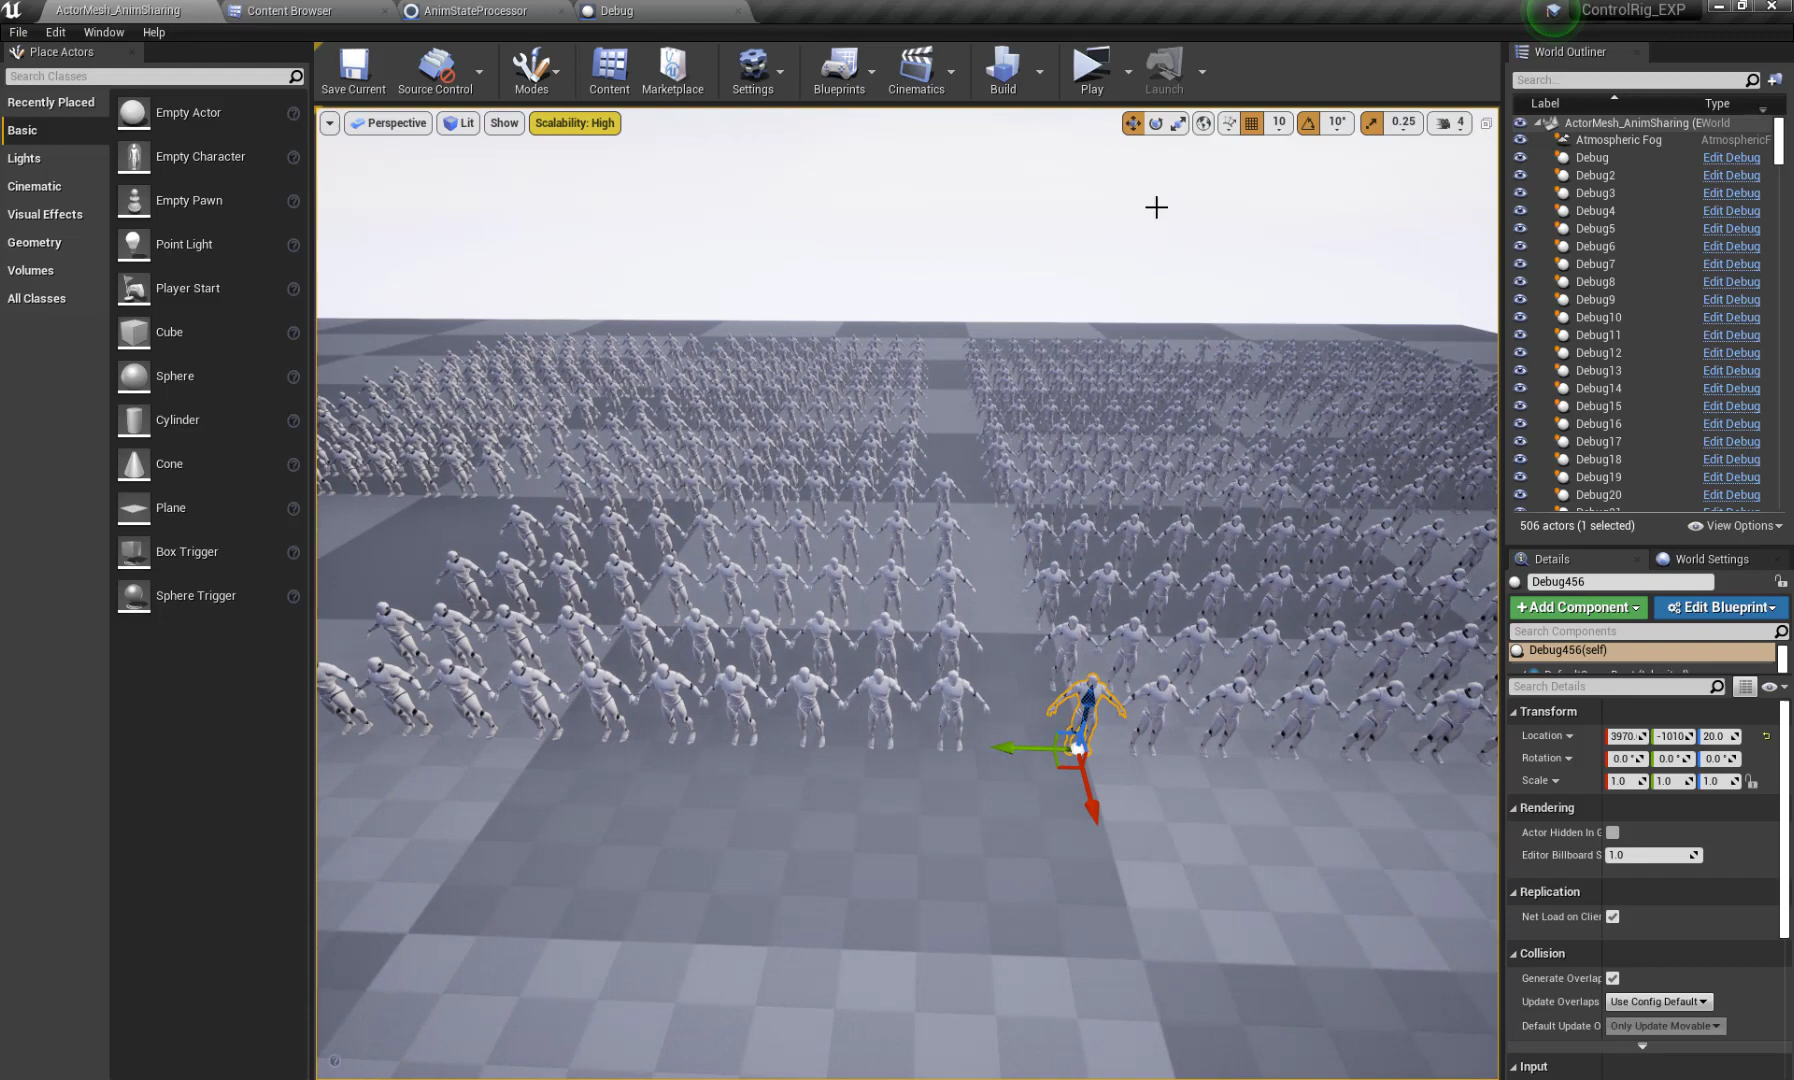 ActorMesh_AnimSharing
Content Browser
AnimStateProcessor
Debug
ControlRig_EXP
File Edit Window Help
Place Actors
Search Classes
Recently Placed
Basic
Lights
Cinematic
Visual Effects
Geometry
Volumes
All Classes
Empty Actor
Empty Character
Empty Pawn
Point Light
Player Start
Cube
Sphere
Cylinder
Cone
Plane
Box Trigger
Sphere Trigger
Save Current
Source Control
Modes
Content
Marketplace
Settings
Blueprints
Cinematics
Build
Play
Launch
Perspective
Lit
Show
Scalability: High
10
10°
0.25
4
World Outliner
Search...
Label Type
ActorMesh_AnimSharing (E World
Atmospheric Fog AtmosphericF
Debug Edit Debug
Debug2 Edit Debug
Debug3 Edit Debug
Debug4 Edit Debug
Debug5 Edit Debug
Debug6 Edit Debug
Debug7 Edit Debug
Debug8 Edit Debug
Debug9 Edit Debug
Debug10 Edit Debug
Debug11 Edit Debug
Debug12 Edit Debug
Debug13 Edit Debug
Debug14 Edit Debug
Debug15 Edit Debug
Debug16 Edit Debug
Debug17 Edit Debug
Debug18 Edit Debug
Debug19 Edit Debug
Debug20 Edit Debug
506 actors (1 selected) View Options
Details World Settings
Debug456
+Add Component Edit Blueprint
Search Components
Debug456(self)
Search Details
Transform
Location 3970. -1010 20.0
Rotation 0.0 ° 0.0 ° 0.0 °
Scale 1.0 1.0 1.0
Rendering
Actor Hidden In G
Editor Billboard S 1.0
Replication
Net Load on Clier
Collision
Generate Overlap
Update Overlaps Use Config Default
Default Update O Only Update Movable
Input